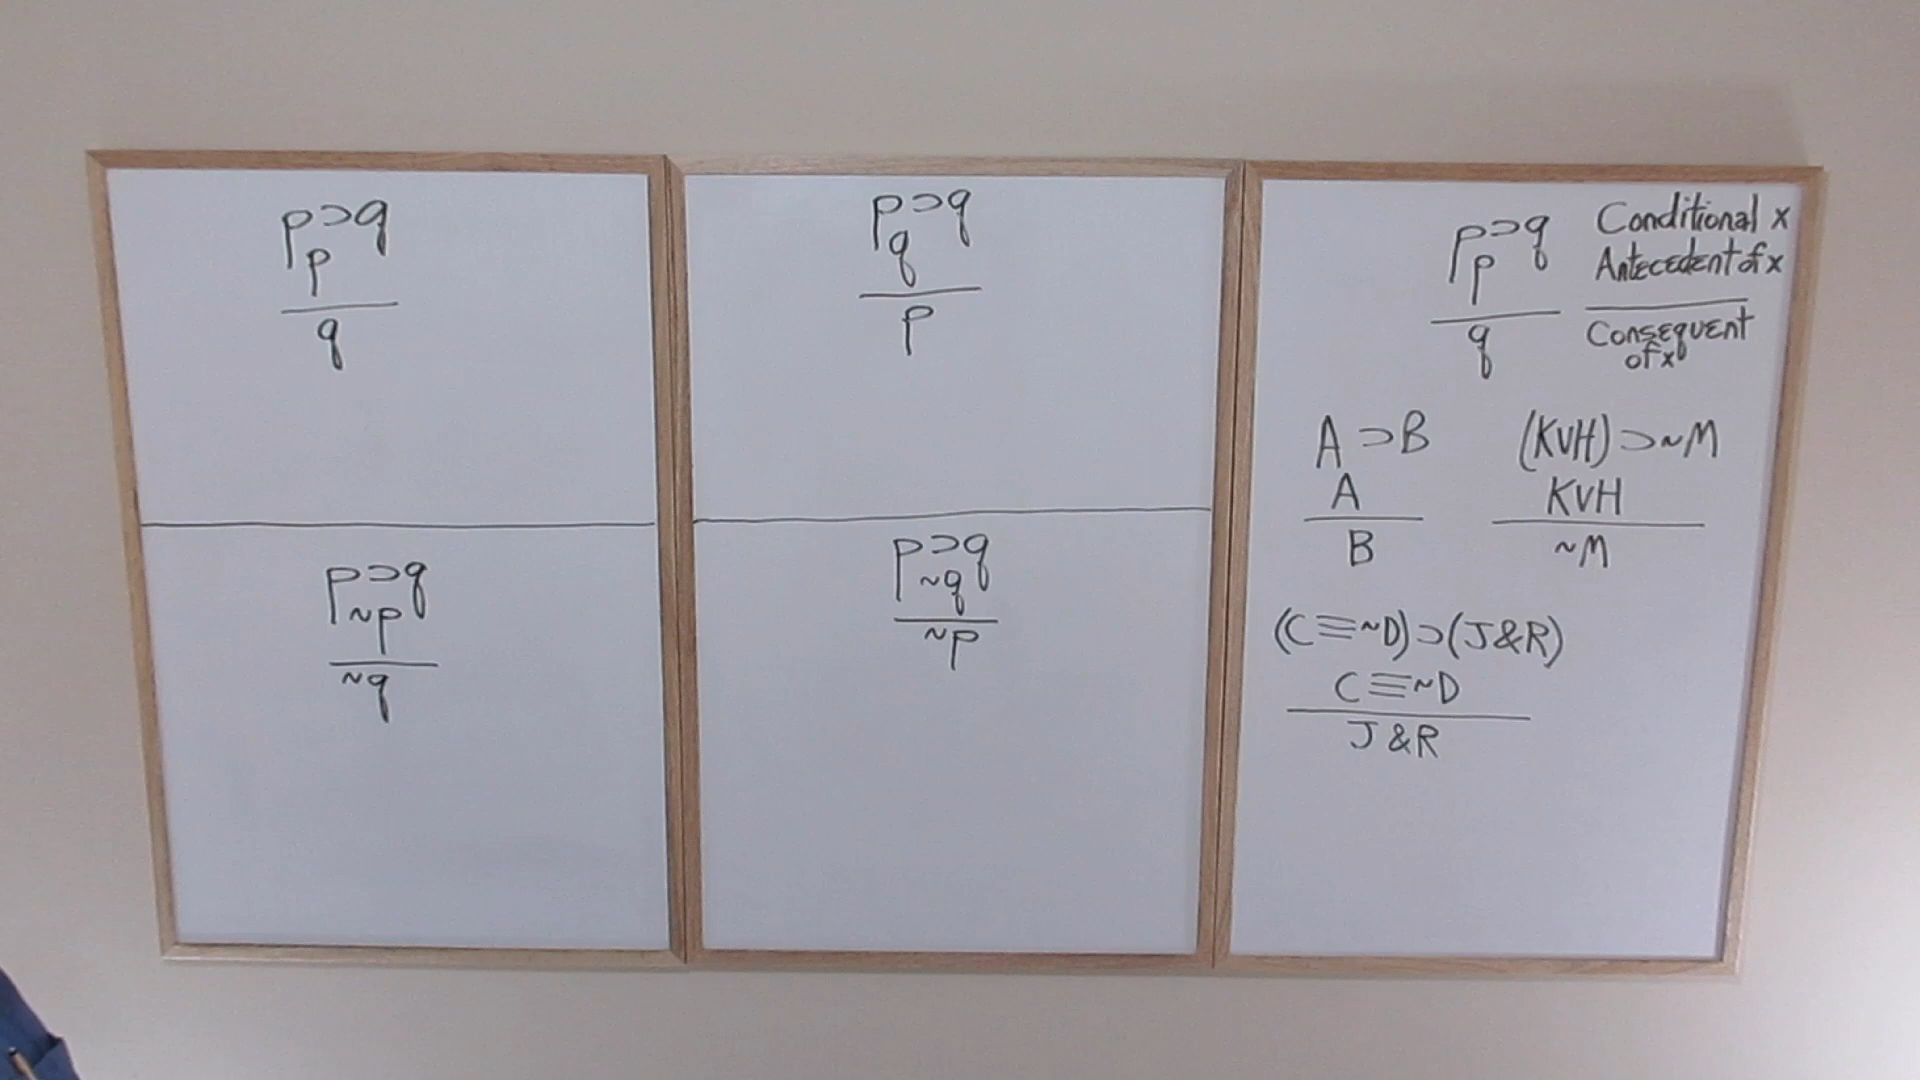 p⊃q
p
q
p⊃q
~p
~q
p⊃q
q
p
p⊃q
~q
~p
p⊃q Conditional x
p Antecedent of x
q Consequent
of x
A⊃B
A
B
(KvH)⊃~M
KvH
~M
(C≡~D)⊃(J&R)
C≡~D
J&R